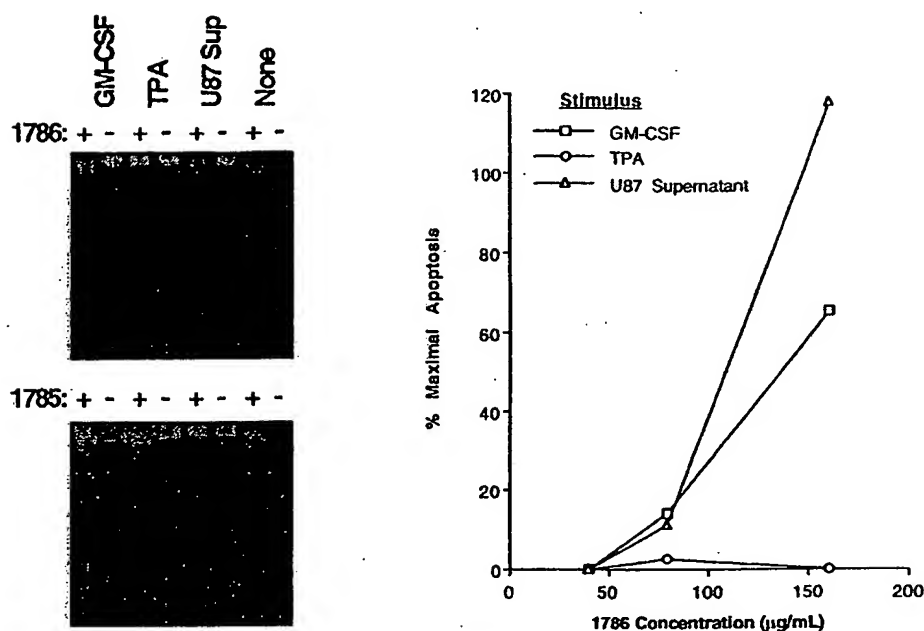 GM-CSF
TPA
U87 Sup
None
1786: + - + - + - + -
1785: + - + - + - + -
Stimulus
GM-CSF
TPA
U87 Supernatant
% Maximal Apoptosis
120
100
80
60
40
20
0
0 50 100 150 200
1786 Concentration (µg/mL)